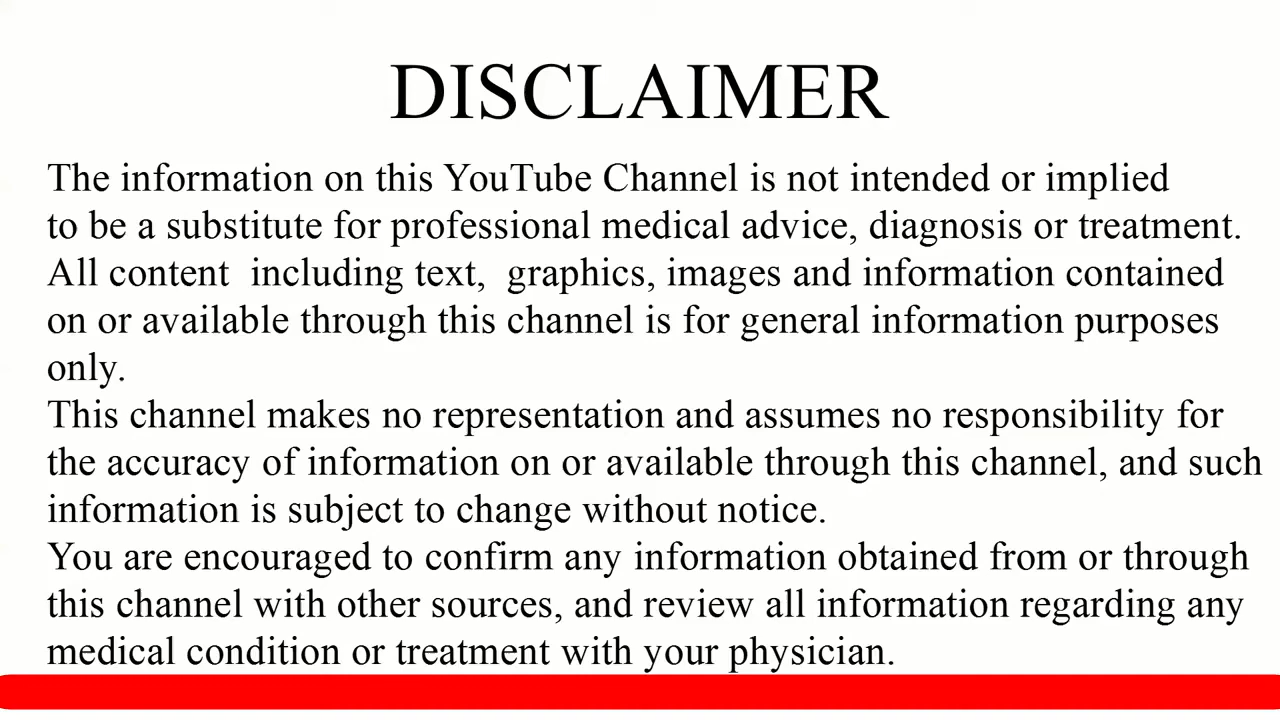 DISCLAIMER
The information on this YouTube Channel is not intended or implied
to be a substitute for professional medical advice, diagnosis or treatment.
All content  including text,  graphics, images and information contained
on or available through this channel is for general information purposes
only.
This channel makes no representation and assumes no responsibility for
the accuracy of information on or available through this channel, and such
information is subject to change without notice.
You are encouraged to confirm any information obtained from or through
this channel with other sources, and review all information regarding any
medical condition or treatment with your physician.